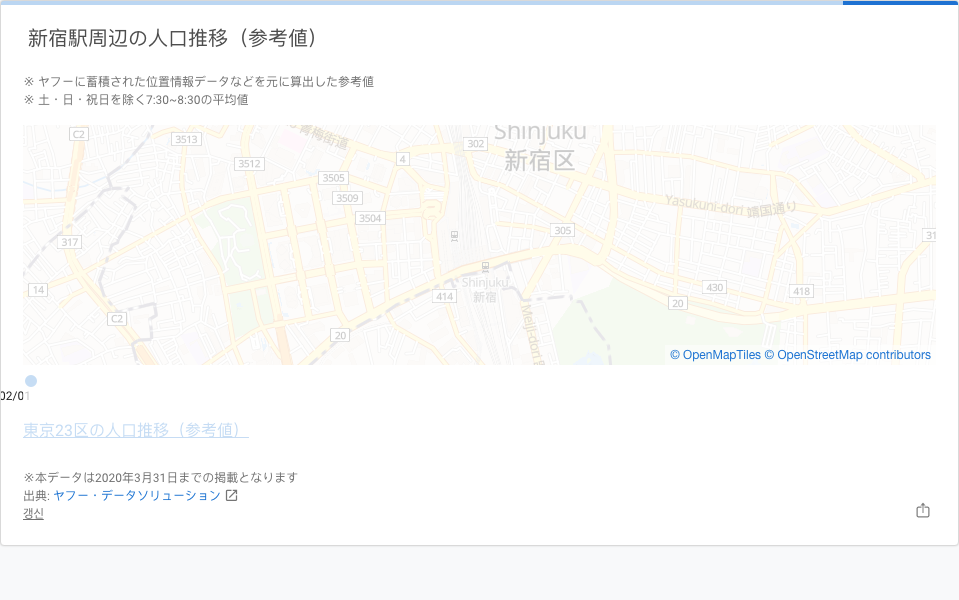 新宿駅周辺の人口推移（参考値）
※ ヤフーに蓄積された位置情報データなどを元に算出した参考値
※ 土・日・祝日を除く7:30~8:30の平均値
C2
3513
青梅街道
302
Shinjuku
新宿区
4
3512
3505
3509
3504
Yasukuni-dori 靖国通り
317
305
31
Shinjuku
新宿
14
414
430
418
20
C2
20
Meiji-dori
© OpenMapTiles © OpenStreetMap contributors
02/01
東京23区の人口推移（参考値）
※本データは2020年3月31日までの掲載となります
出典: ヤフー・データソリューション
갱신